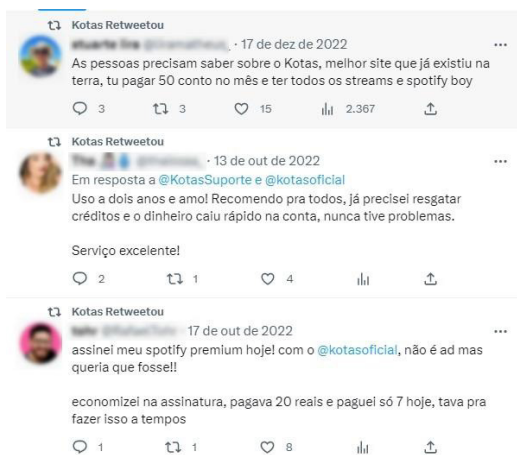 Kotas Retweetou
· 17 de dez de 2022
As pessoas precisam saber sobre o Kotas, melhor site que já existiu na
terra, tu pagar 50 conto no mês e ter todos os streams e spotify boy
3 3 15 2.367
Kotas Retweetou
· 13 de out de 2022
Em resposta a @KotasSuporte e @kotasoficial
Uso a dois anos e amo! Recomendo pra todos, já precisei resgatar
créditos e o dinheiro caiu rápido na conta, nunca tive problemas.
Serviço excelente!
2 1 4
Kotas Retweetou
· 17 de out de 2022
assinei meu spotify premium hoje! com o @kotasoficial, não é ad mas
queria que fosse!!
economizei na assinatura, pagava 20 reais e paguei só 7 hoje, tava pra
fazer isso a tempos
1 1 8